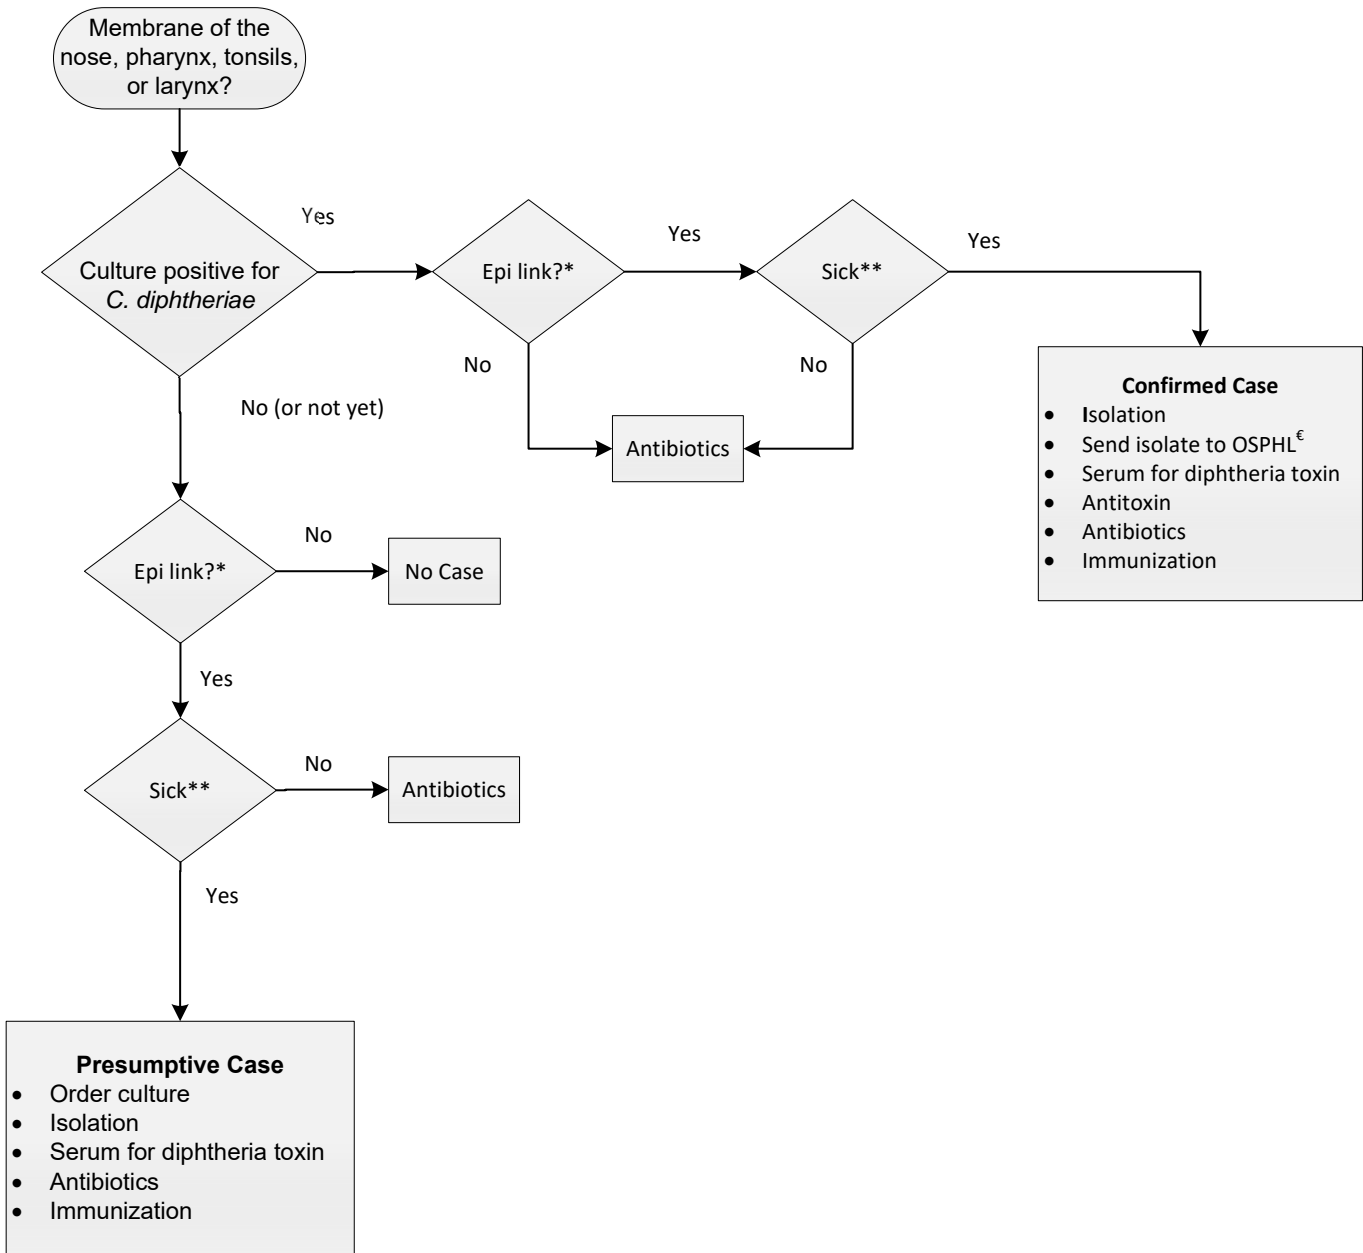 Membrane of the
nose, pharynx, tonsils,
or larynx?
Yes
Culture positive for
C. diphtheriae
Epi link?*
Yes
Sick**
Yes
No
No
Antibiotics
Confirmed Case
• Isolation
• Send isolate to OSPHL€
• Serum for diphtheria toxin
• Antitoxin
• Antibiotics
• Immunization
No (or not yet)
Epi link?*
No
No Case
Yes
Sick**
No
Antibiotics
Yes
Presumptive Case
• Order culture
• Isolation
• Serum for diphtheria toxin
• Antibiotics
• Immunization